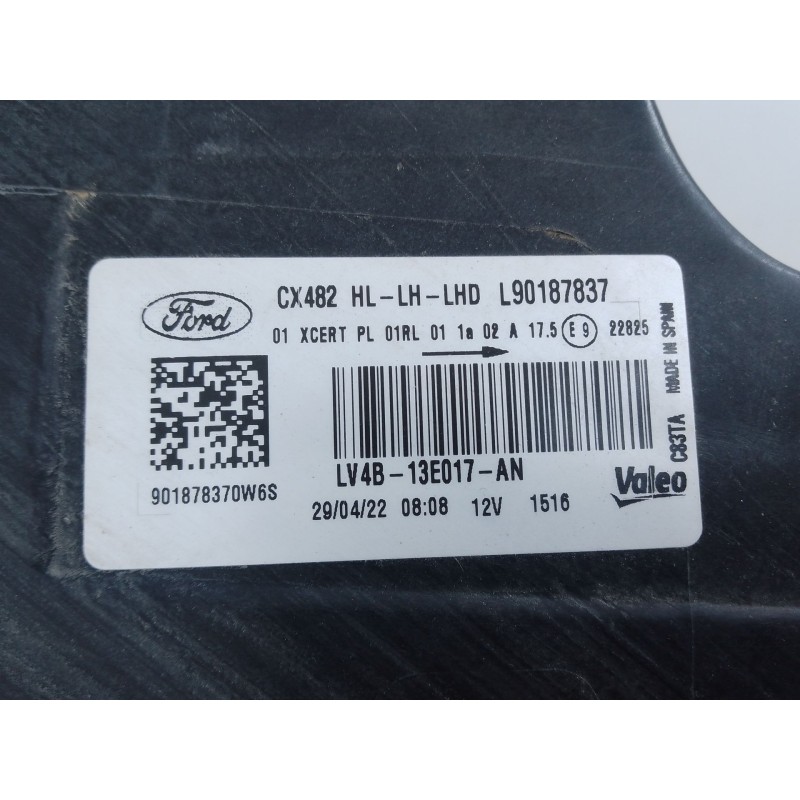 Ford
CX482 HL-LH-LHD L90187837
01 XCERT PL 01RL 01 1a 02 A 17.5 E9 22825
LV4B-13E017-AN
901878370W6S
29/04/22 08:08 12V 1516
Valeo
C83TA MADE IN SPAIN